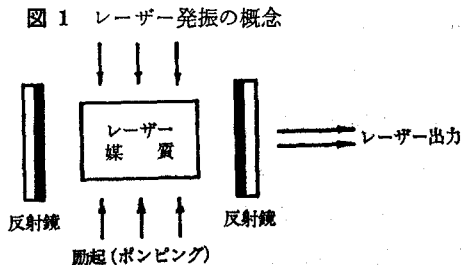 図 1 レーザー発振の概念
レーザー
媒 質
レーザー出力
反射鏡
反射鏡
励起(ポンピング)